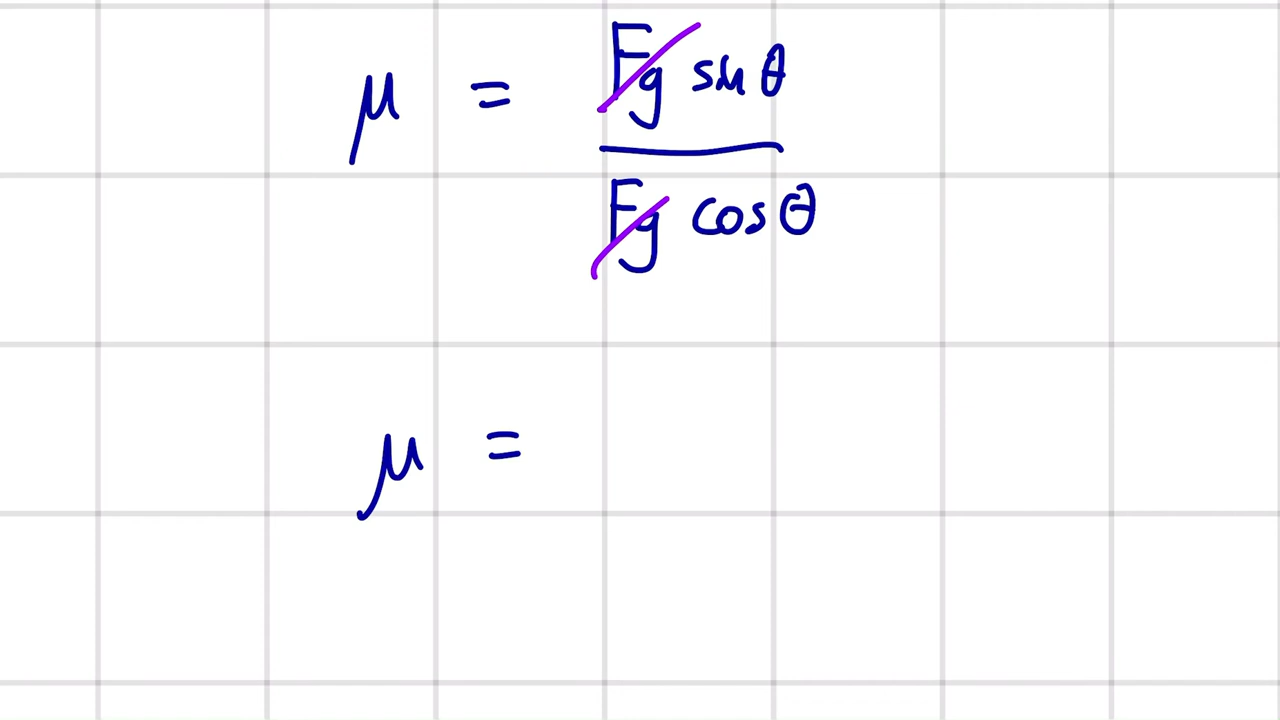 μ = Fg sin θ
Fg cos θ
μ =